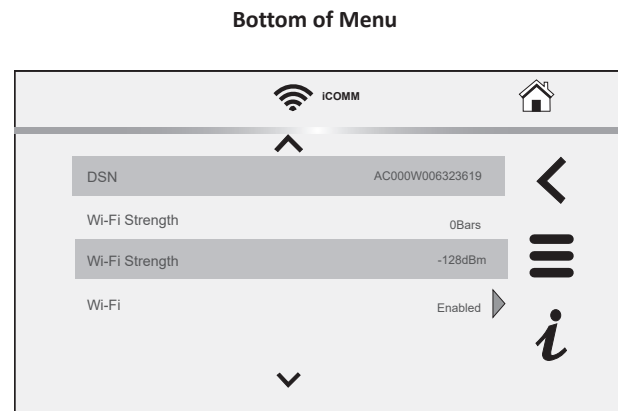 Bottom of Menu
iCOMM
DSN AC000W006323619
Wi-Fi Strength 0Bars
Wi-Fi Strength -128dBm
Wi-Fi Enabled
i